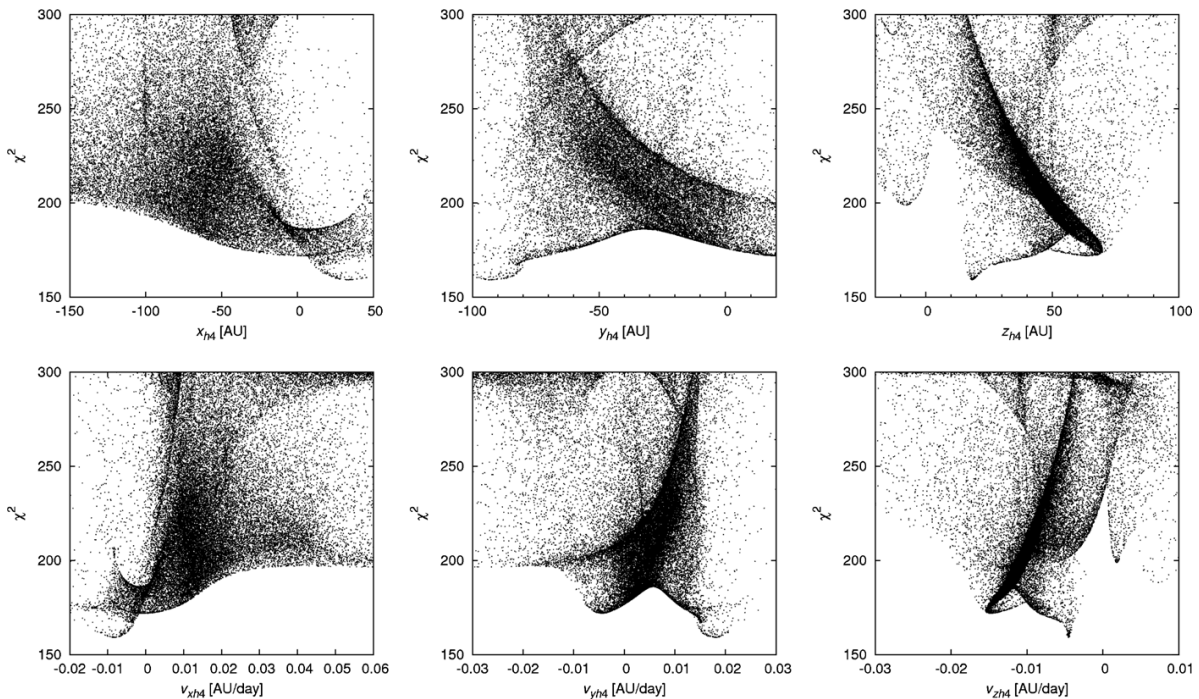 300
250
200
150
χ²
-150 -100 -50 0 50
x_h4 [AU]
300
250
200
150
χ²
-100 -50 0
y_h4 [AU]
300
250
200
150
χ²
0 50 100
z_h4 [AU]
300
250
200
150
χ²
-0.02 -0.01 0 0.01 0.02 0.03 0.04 0.05 0.06
v_xh4 [AU/day]
300
250
200
150
χ²
-0.03 -0.02 -0.01 0 0.01 0.02 0.03
v_yh4 [AU/day]
300
250
200
150
χ²
-0.03 -0.02 -0.01 0 0.01
v_zh4 [AU/day]